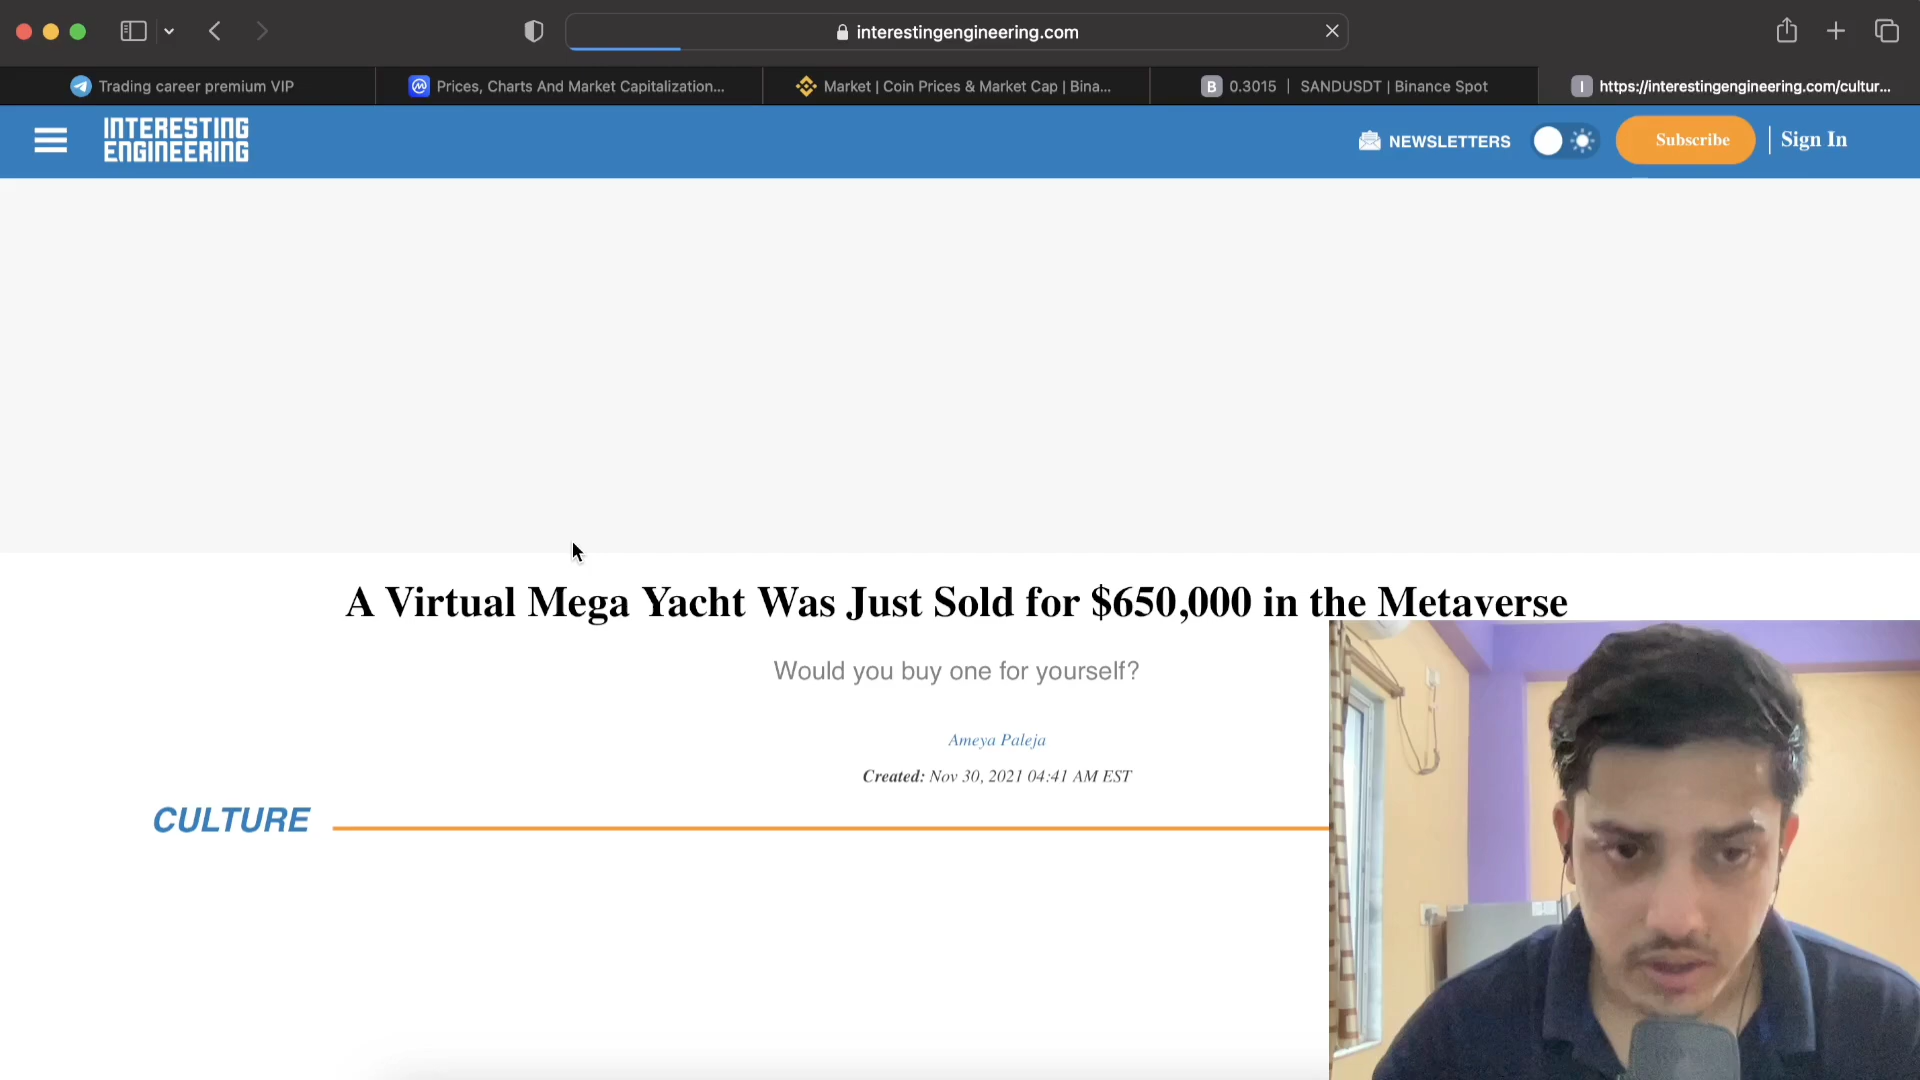 interestingengineering.com
Trading career premium VIP
Prices, Charts And Market Capitalization...
Market | Coin Prices & Market Cap | Bina...
B 0.3015 | SANDUSDT | Binance Spot
I https://interestingengineering.com/cultur...
INTERESTING
ENGINEERING
NEWSLETTERS
Subscribe
Sign In
A Virtual Mega Yacht Was Just Sold for $650,000 in the Metaverse
Would you buy one for yourself?
Ameya Paleja
Created: Nov 30, 2021 04:41 AM EST
CULTURE